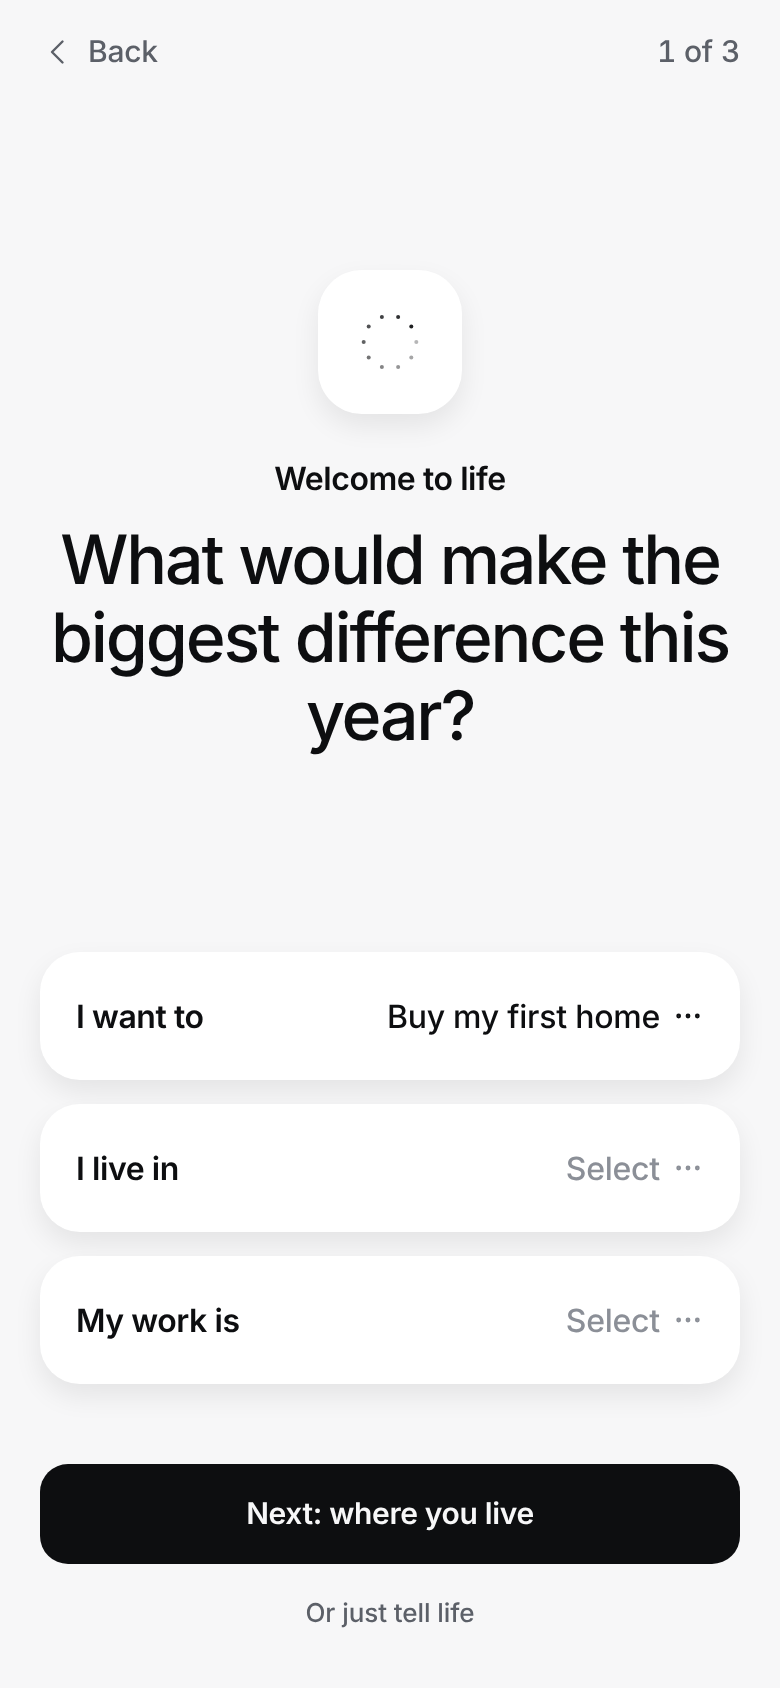 Back
1 of 3
Welcome to life
What would make the
biggest difference this
year?
I want to
Buy my first home
I live in
Select
My work is
Select
Next: where you live
Or just tell life